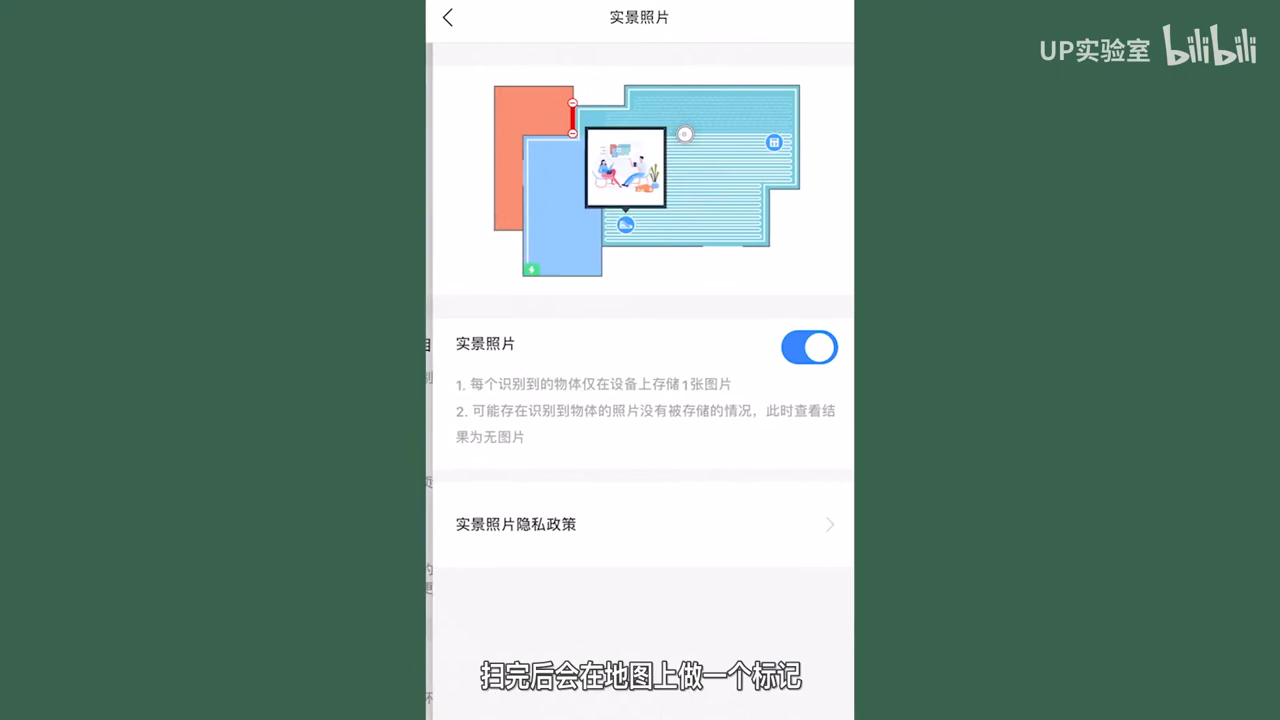 实景照片
UP实验室 bilibili
实景照片
1. 每个识别到的物体仅在设备上存储1张图片
2. 可能存在识别到物体的照片没有被存储的情况，此时查看结
果为无图片
实景照片隐私政策
扫完后会在地图上做一个标记